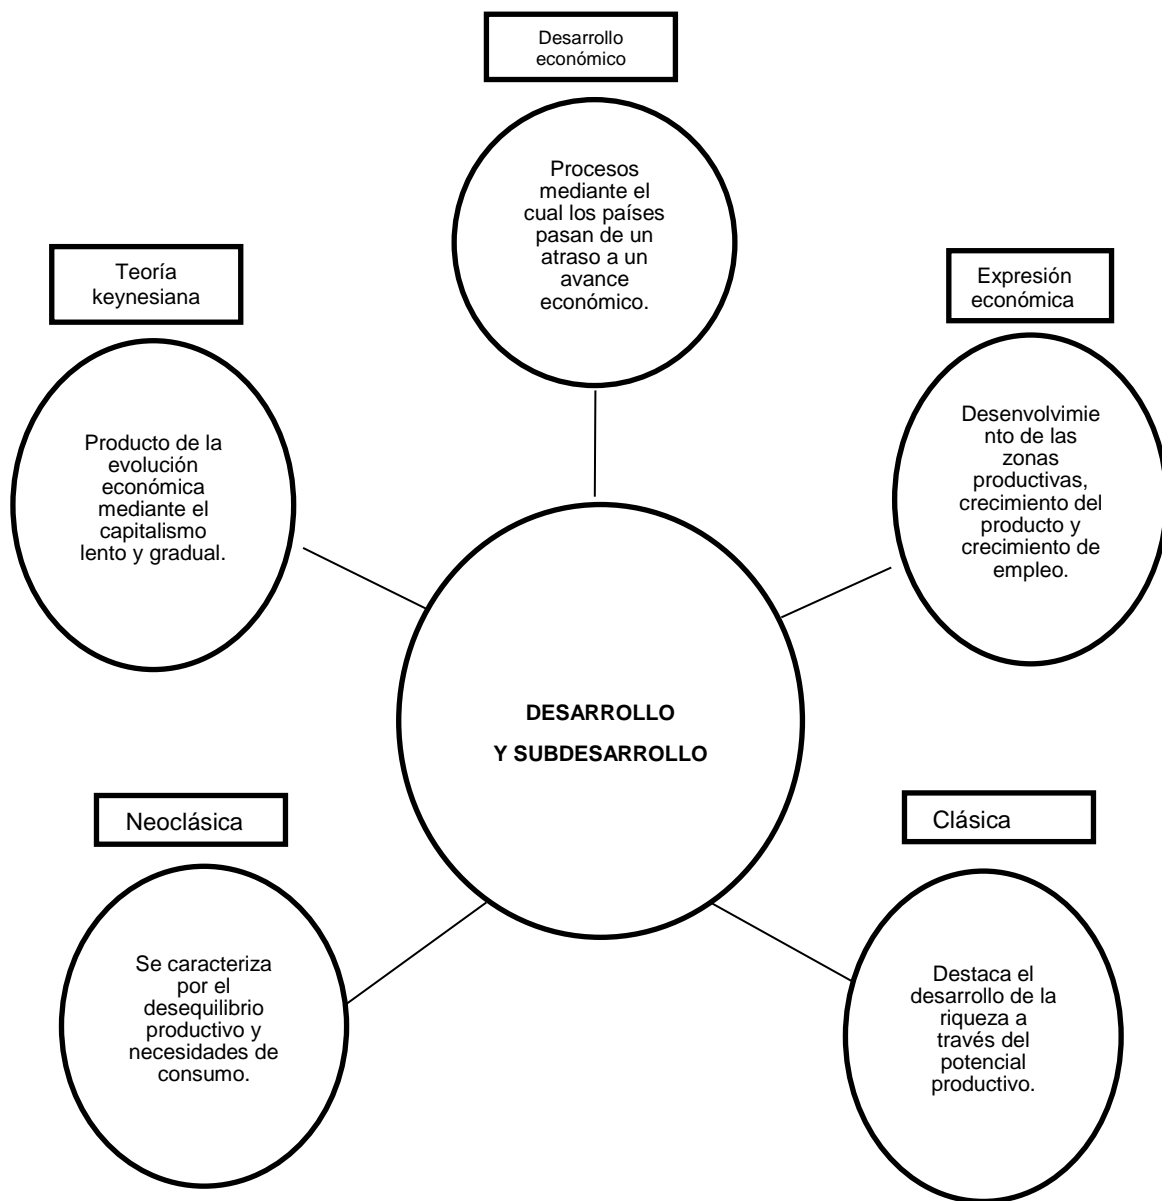 Desarrollo
económico
Procesos
mediante el
cual los países
pasan de un
atraso a un
avance
económico.
Teoría
keynesiana
Producto de la
evolución
económica
mediante el
capitalismo
lento y gradual.
Expresión
económica
Desenvolvimie
nto de las
zonas
productivas,
crecimiento del
producto y
crecimiento de
empleo.
DESARROLLO
Y SUBDESARROLLO
Neoclásica
Se caracteriza
por el
desequilibrio
productivo y
necesidades de
consumo.
Clásica
Destaca el
desarrollo de la
riqueza a
través del
potencial
productivo.